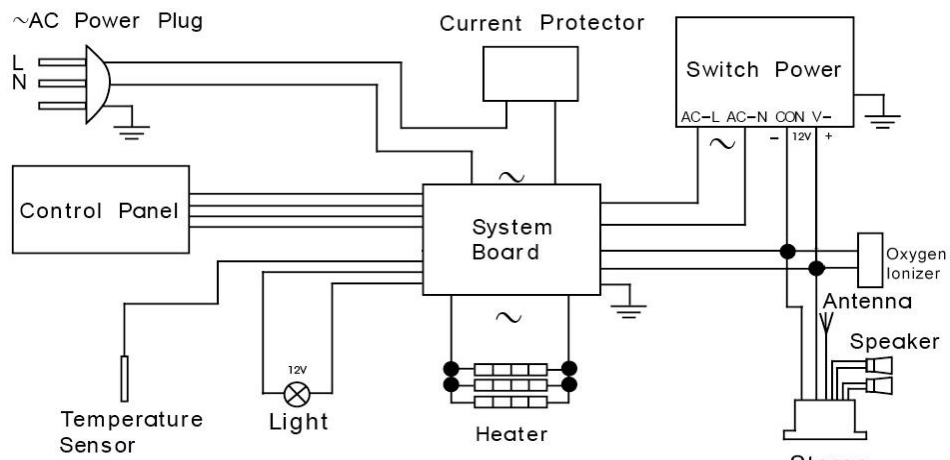 ~AC Power Plug
Current Protector
L
N
Switch Power
AC-L AC-N CON V-
~
- 12V +
Control Panel
~
System
Board
Oxygen
Ionizer
Antenna
~
Speaker
12V
Light
Temperature
Sensor
Heater